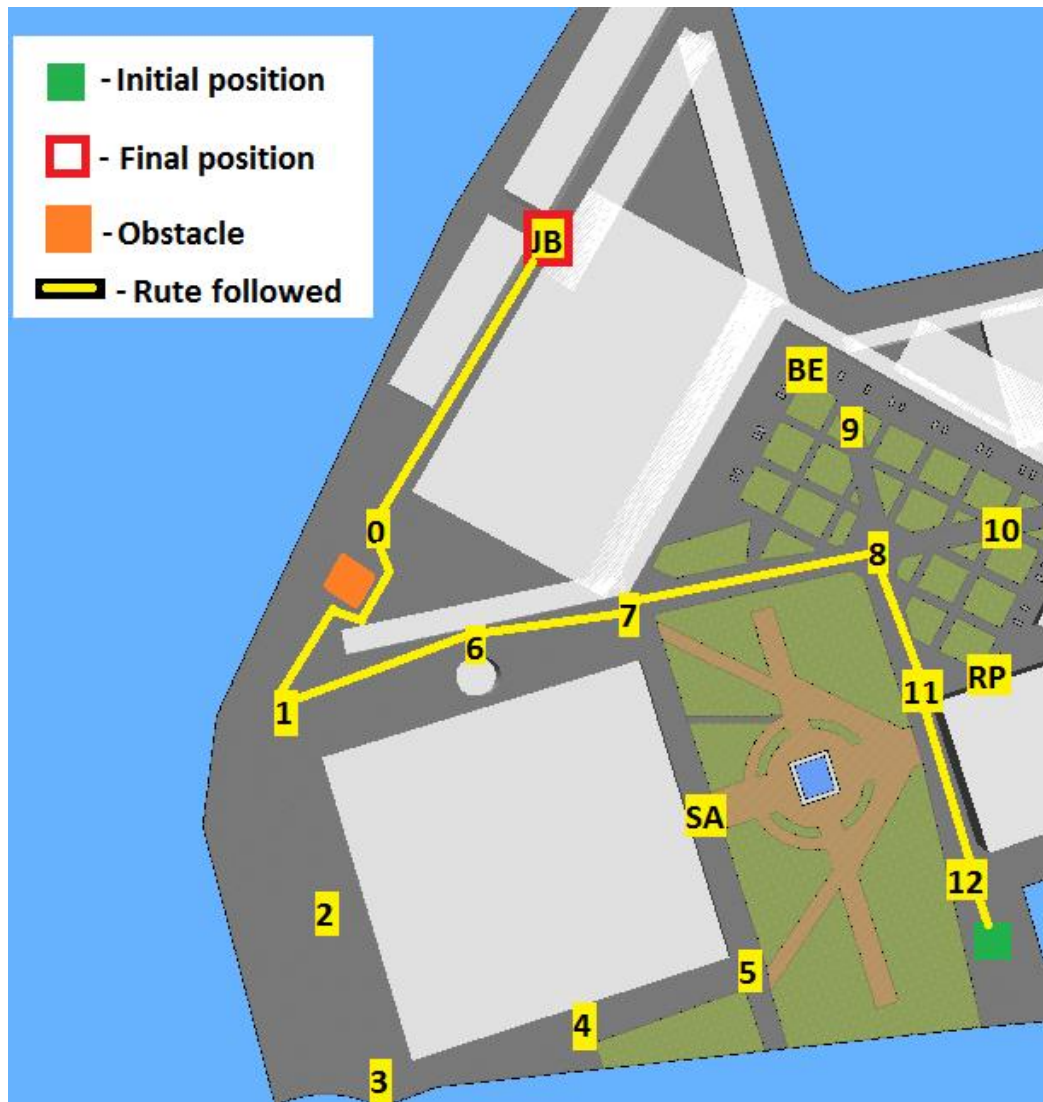 - Initial position
- Final position
- Obstacle
- Rute followed
JB
BE
9
0
10
8
7
6
RP
11
1
SA
12
2
5
4
3